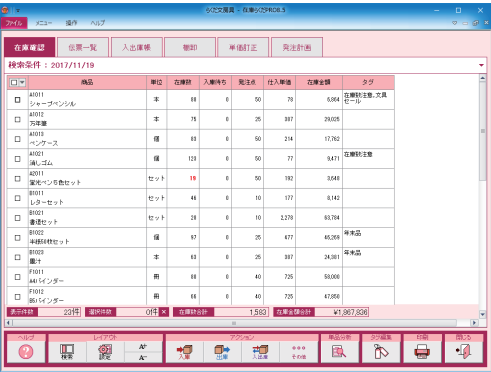 らくだ文房具 - 在庫らくだPRO8.5
ファイル メニュー 操作 ヘルプ
在庫確認 伝票一覧 入出庫帳 棚卸 単価訂正 発注計画
検索条件：2017/11/19
商品 単位 在庫数 入庫待ち 発注点 仕入単価 在庫金額 タグ
A1011
シャープペンシル 本 88 0 50 78 6,864 在庫数注意,文具セール
A1012
万年筆 本 75 0 25 387 29,025
A1013
ペンケース 個 83 0 50 214 17,762
A1021
消しゴム 個 123 0 50 77 9,471 在庫数注意
A2011
蛍光ペン5色セット セット 19 0 50 192 3,648
B1011
レターセット セット 46 0 10 177 8,142
B1021
書道セット セット 28 0 10 2,278 63,784
B1022
半紙50枚セット 個 97 0 25 477 46,269 年末品
B1023
墨汁 本 63 0 25 387 24,381 年末品
F1011
A4バインダー 冊 80 0 40 725 58,000
F1012
B5バインダー 冊 66 0 40 725 47,850
表示件数 23件 選択件数 0件 × 在庫数合計 1,583 在庫金額合計 ¥1,867,836
ヘルプ レイアウト アクション 単品分析 タグ編集 印刷 閉じる
検索 設定 A+ A- 入庫 出庫 入出庫 その他